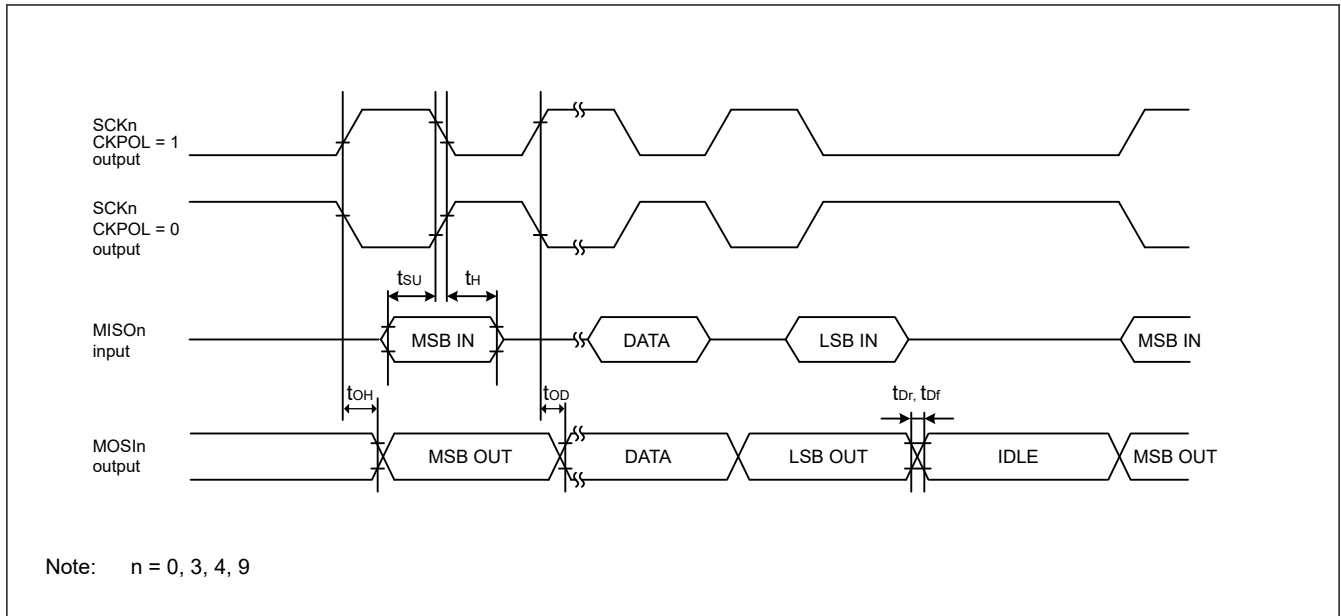 SCKn
CKPOL = 1
output
SCKn
CKPOL = 0
output
tSU
tH
MISOn
input
MSB IN
DATA
LSB IN
MSB IN
tOH
tOD
tDr, tDf
MOSIn
output
MSB OUT
DATA
LSB OUT
IDLE
MSB OUT
Note: n = 0, 3, 4, 9